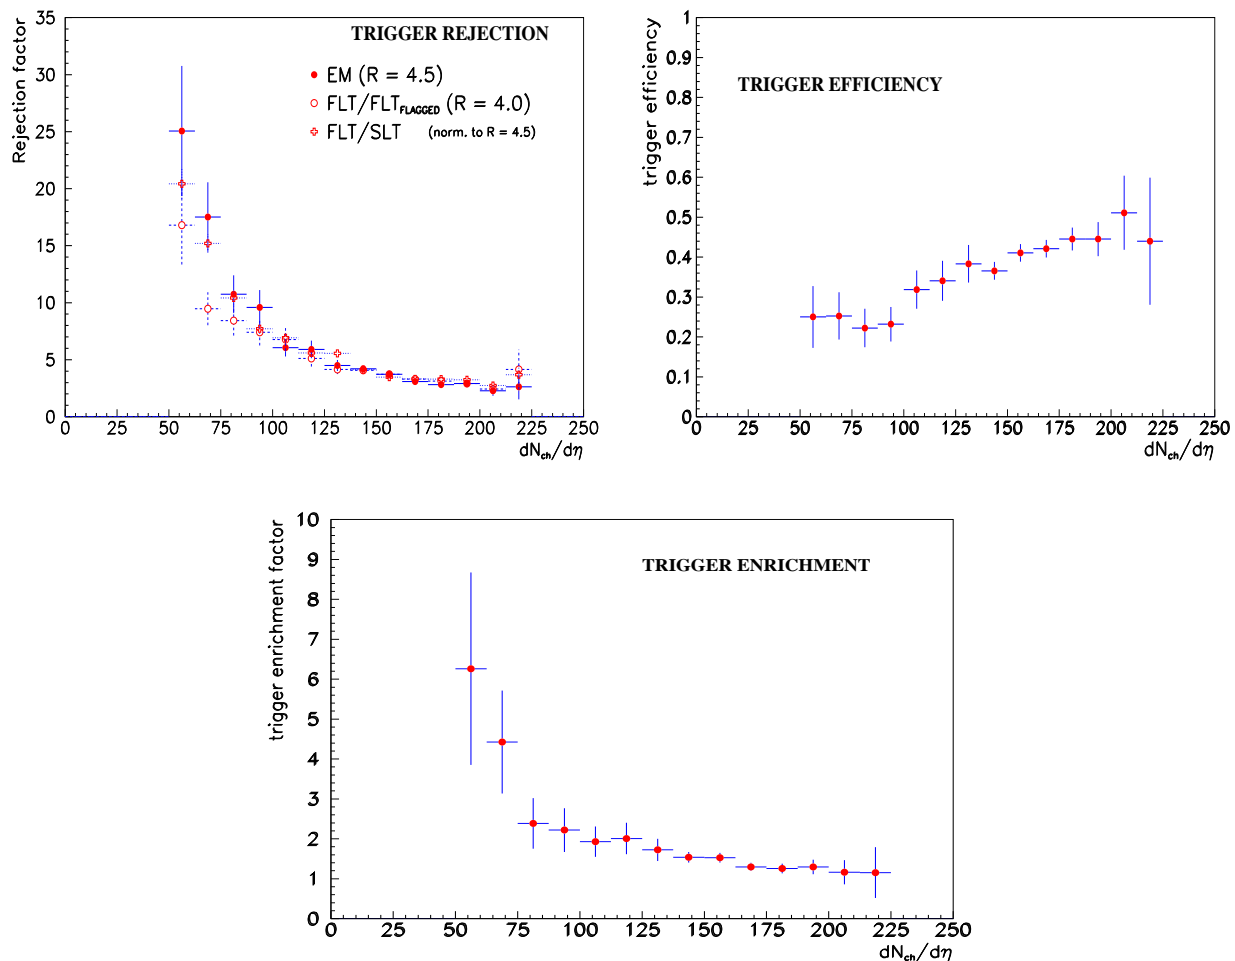 TRIGGER REJECTION
EM (R = 4.5)
FLT/FLT_FLAGGED (R = 4.0)
FLT/SLT (norm. to R = 4.5)
Rejection factor
35
30
25
20
15
10
5
0
0 25 50 75 100 125 150 175 200 225 250
dN_ch/dη
TRIGGER EFFICIENCY
trigger efficiency
1
0.9
0.8
0.7
0.6
0.5
0.4
0.3
0.2
0.1
0
0 25 50 75 100 125 150 175 200 225 250
dN_ch/dη
TRIGGER ENRICHMENT
trigger enrichment factor
10
9
8
7
6
5
4
3
2
1
0
0 25 50 75 100 125 150 175 200 225 250
dN_ch/dη